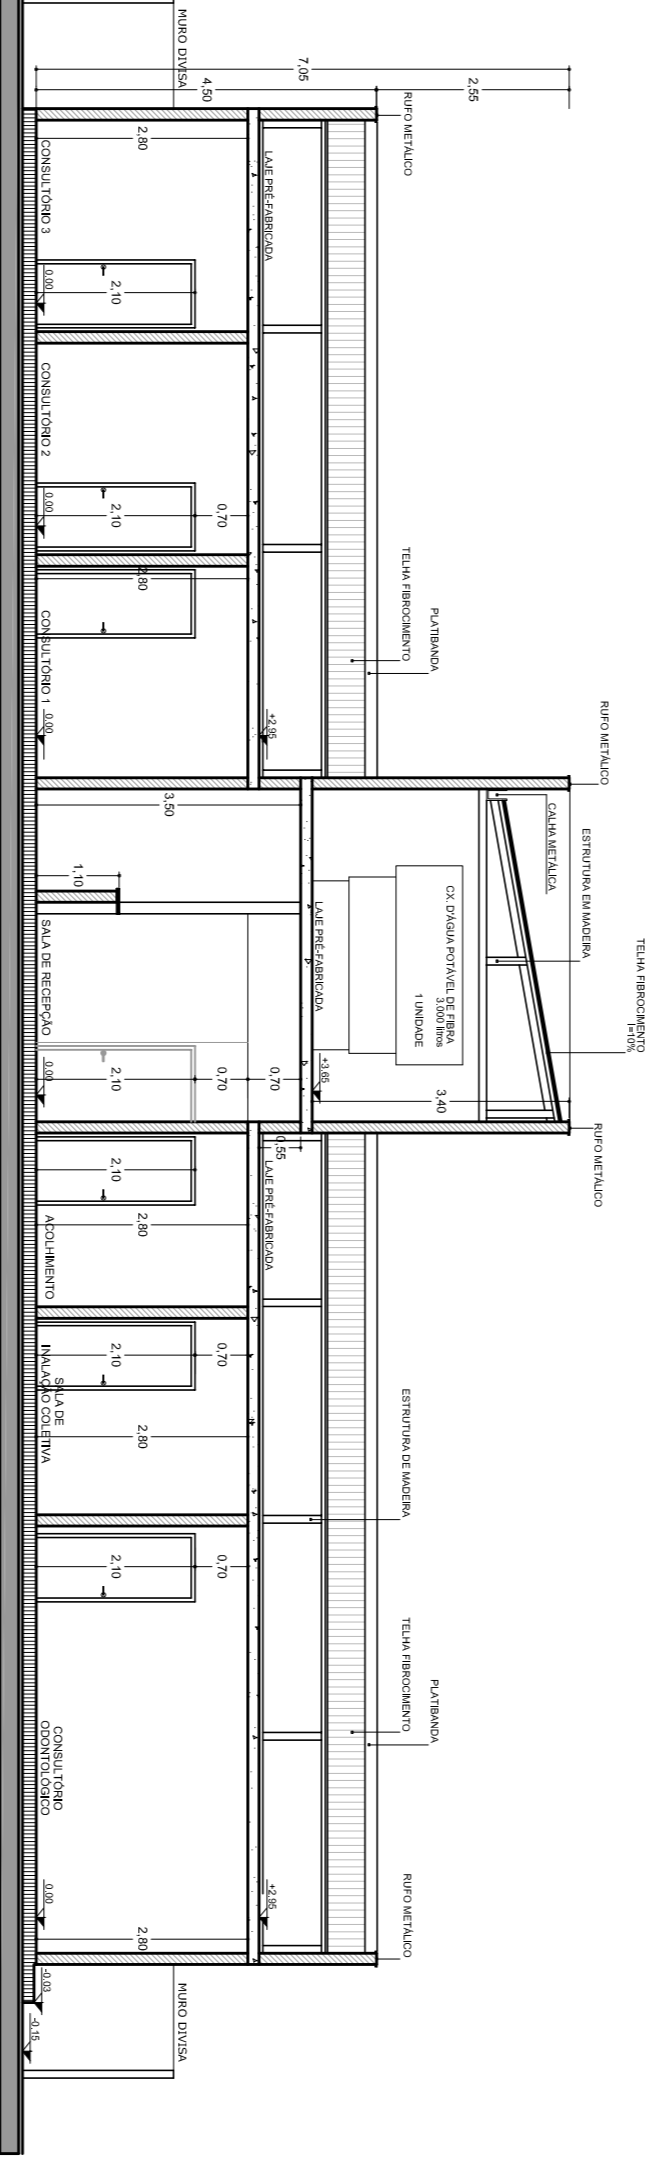 MURO DIVISA
7,05
4,50
2,55
RUFO METÁLICO
2,80
LAJE PRÉ-FABRICADA
CONSULTÓRIO 3
0.00
2,10
CONSULTÓRIO 2
0.00
2,10
0,70
TELHA FIBROCIMENTO
PLATIBANDA
2,80
CONSULTÓRIO 1
0.00
+2.95
RUFO METÁLICO
CALHA METÁLICA
ESTRUTURA EM MADEIRA
TELHA FIBROCIMENTO
i=10%
3,50
1,10
CX. D'ÁGUA POTÁVEL DE FIBRA
3.000 litros
1 UNIDADE
LAJE PRÉ-FABRICADA
SALA DE RECEPÇÃO
0.00
2,10
0,70
0,70
+3.65
3,40
RUFO METÁLICO
0,55
LAJE PRÉ-FABRICADA
2,10
2,80
ACOLHIMENTO
2,10
0,70
SALA DE
INALAÇÃO COLETIVA
2,80
ESTRUTURA DE MADEIRA
2,10
0,70
TELHA FIBROCIMENTO
PLATIBANDA
CONSULTÓRIO
ODONTOLÓGICO
0.00
2,80
+2.95
RUFO METÁLICO
-0.03
-0.15
MURO DIVISA